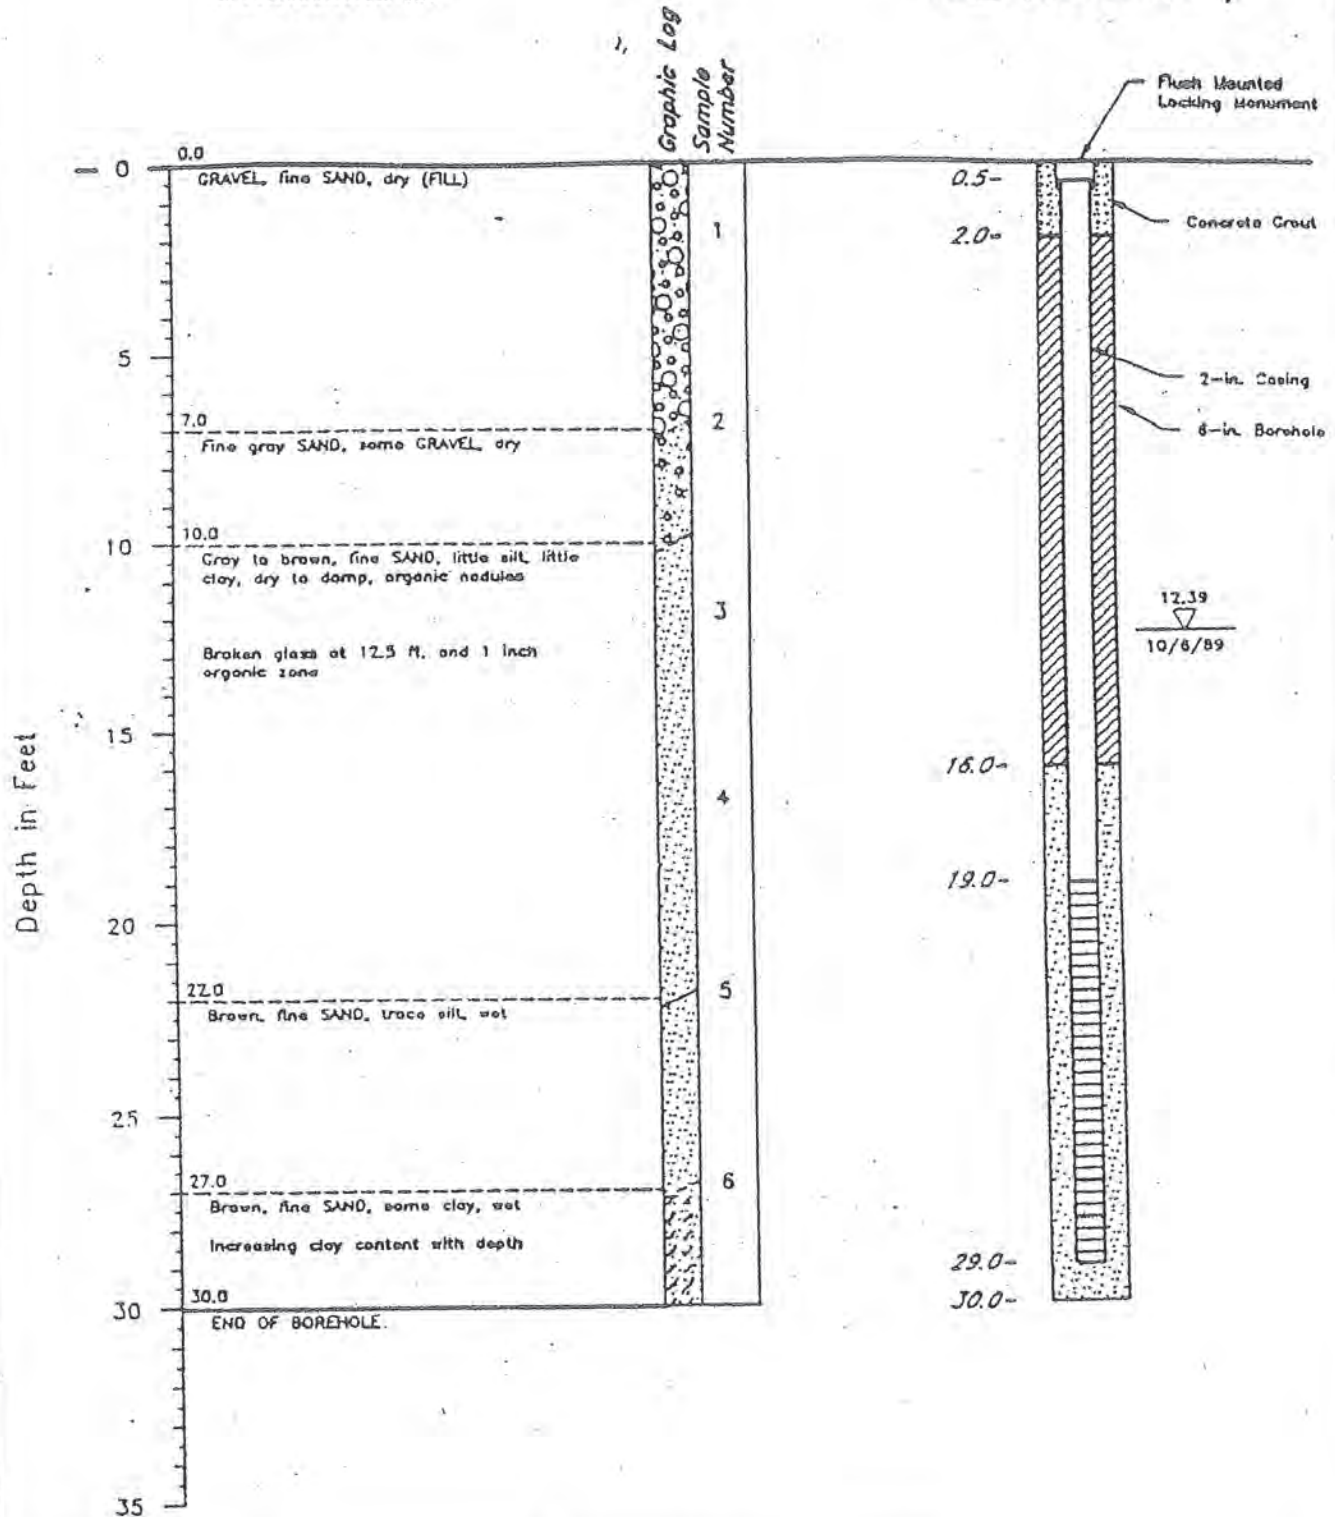 Graphic Log
Sample
Number
Flush Mounted
Locking Monument
0
0.0
GRAVEL, fine SAND, dry (FILL)
0.5-
1
Concrete Grout
2.0-
5
2-in. Casing
7.0
2
6-in. Borehole
Fine gray SAND, some GRAVEL, dry
10
10.0
Gray to brown, fine SAND, little silt, little
clay, dry to damp, organic nodules
3
12.39
10/6/89
Broken glass at 12.5 ft. and 1 inch
organic zone
Depth in Feet
15
16.0-
4
19.0-
20
22.0
5
Brown, fine SAND, trace silt, wet
25
27.0
6
Brown, fine SAND, some clay, wet
Increasing clay content with depth
29.0-
30
30.0
30.0-
END OF BOREHOLE.
35